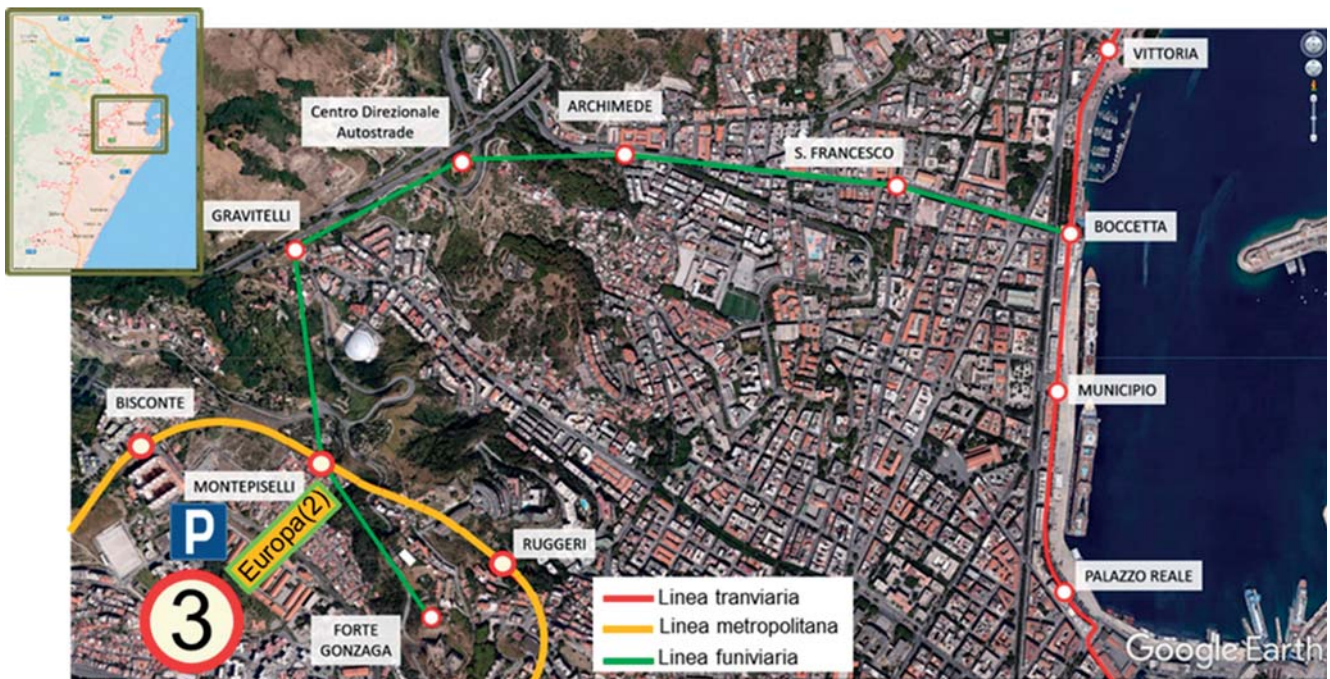 VITTORIA
ARCHIMEDE
Centro Direzionale
Autostrade
S. FRANCESCO
GRAVITELLI
BOCCETTA
MUNICIPIO
BISCONTE
MONTEPISELLI
P
Europa(2)
RUGGERI
3
FORTE
GONZAGA
PALAZZO REALE
Linea tranviaria
Linea metropolitana
Linea funiviaria
Google Earth